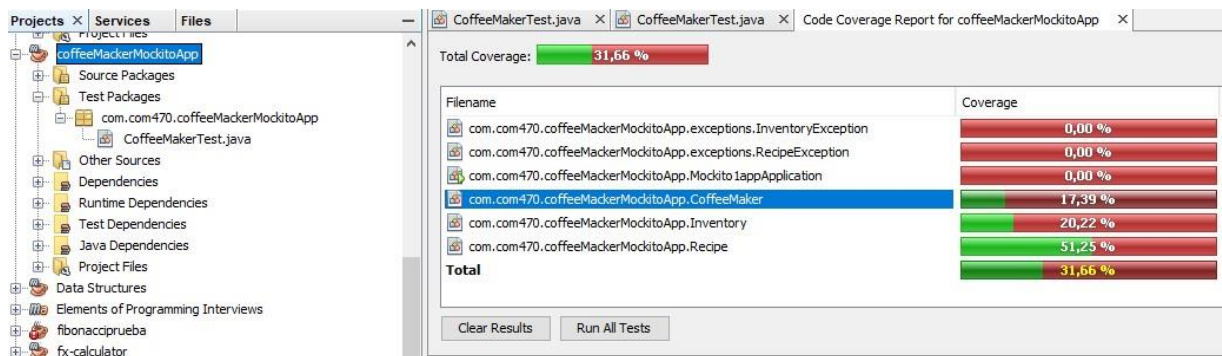 Projects × Services Files
Project Files
coffeeMackerMockitoApp
Source Packages
Test Packages
com.com470.coffeeMackerMockitoApp
CoffeeMakerTest.java
Other Sources
Dependencies
Runtime Dependencies
Test Dependencies
Java Dependencies
Project Files
Data Structures
Elements of Programming Interviews
fibonacciprueba
fx-calculator
CoffeeMakerTest.java × CoffeeMakerTest.java × Code Coverage Report for coffeeMackerMockitoApp ×
Total Coverage: 31,66 %
Filename Coverage
com.com470.coffeeMackerMockitoApp.exceptions.InventoryException 0,00 %
com.com470.coffeeMackerMockitoApp.exceptions.RecipeException 0,00 %
com.com470.coffeeMackerMockitoApp.Mockito1appApplication 0,00 %
com.com470.coffeeMackerMockitoApp.CoffeeMaker 17,39 %
com.com470.coffeeMackerMockitoApp.Inventory 20,22 %
com.com470.coffeeMackerMockitoApp.Recipe 51,25 %
Total 31,66 %
Clear Results Run All Tests